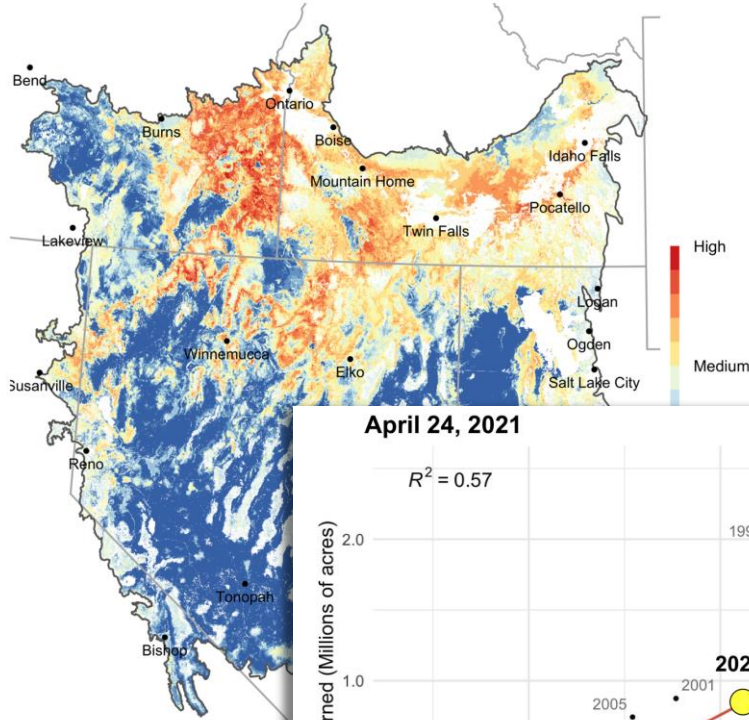 Bend
Burns
Ontario
Boise
Idaho Falls
Mountain Home
Pocatello
Twin Falls
Lakeview
High
Logan
Winnemucca
Ogden
Elko
Medium
Susanville
Salt Lake City
April 24, 2021
Reno
R² = 0.57
199
2.0
rned (Millions of acres)
Tonopah
Bishop
202
2001
1.0
2005